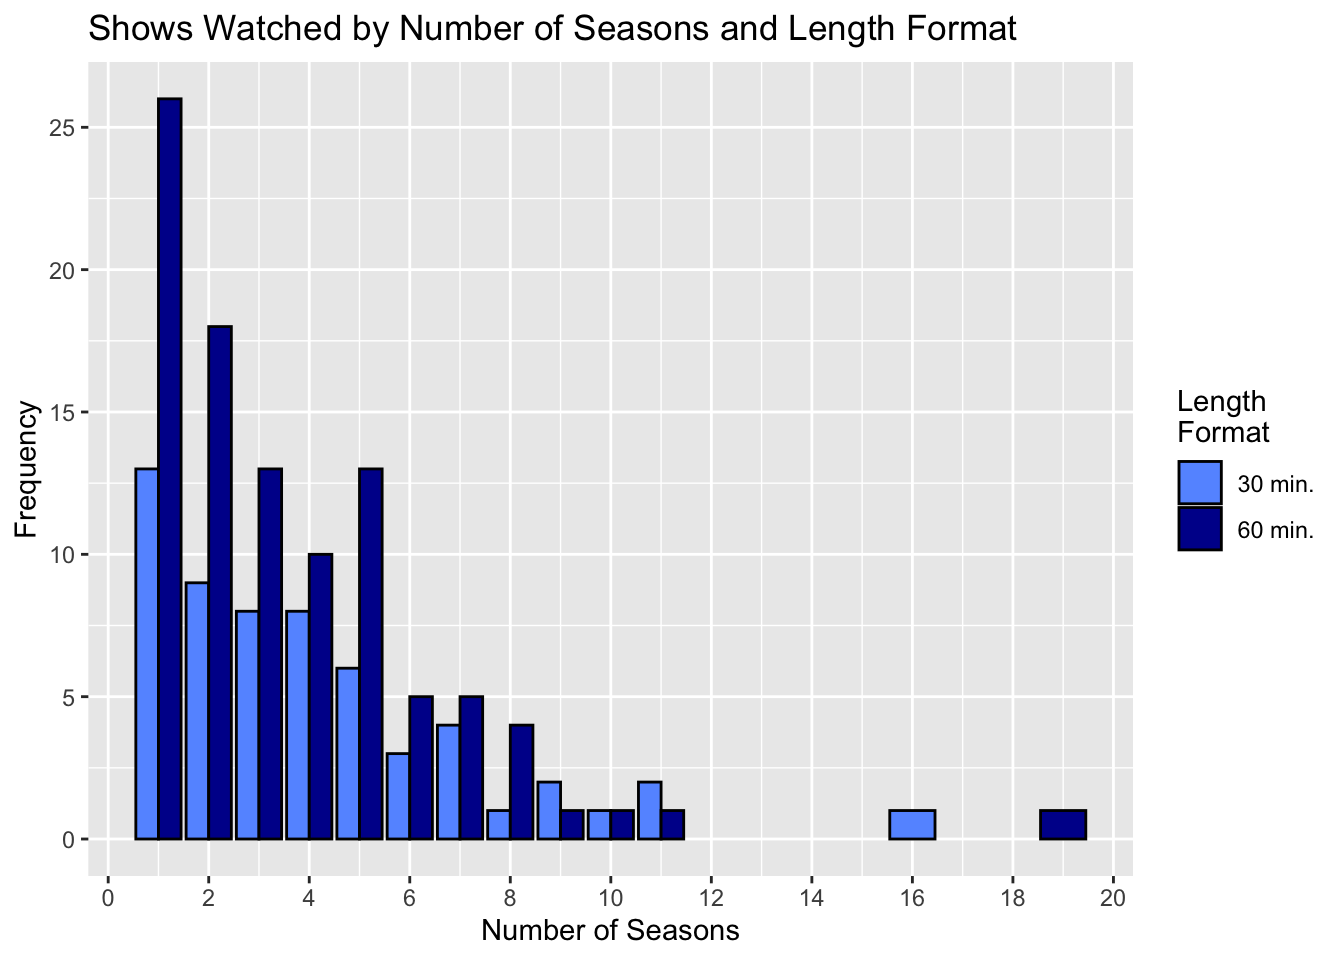 Shows Watched by Number of Seasons and Length Format
25
20
15
10
5
0
Frequency
0 2 4 6 8 10 12 14 16 18 20
Number of Seasons
Length
Format
30 min.
60 min.